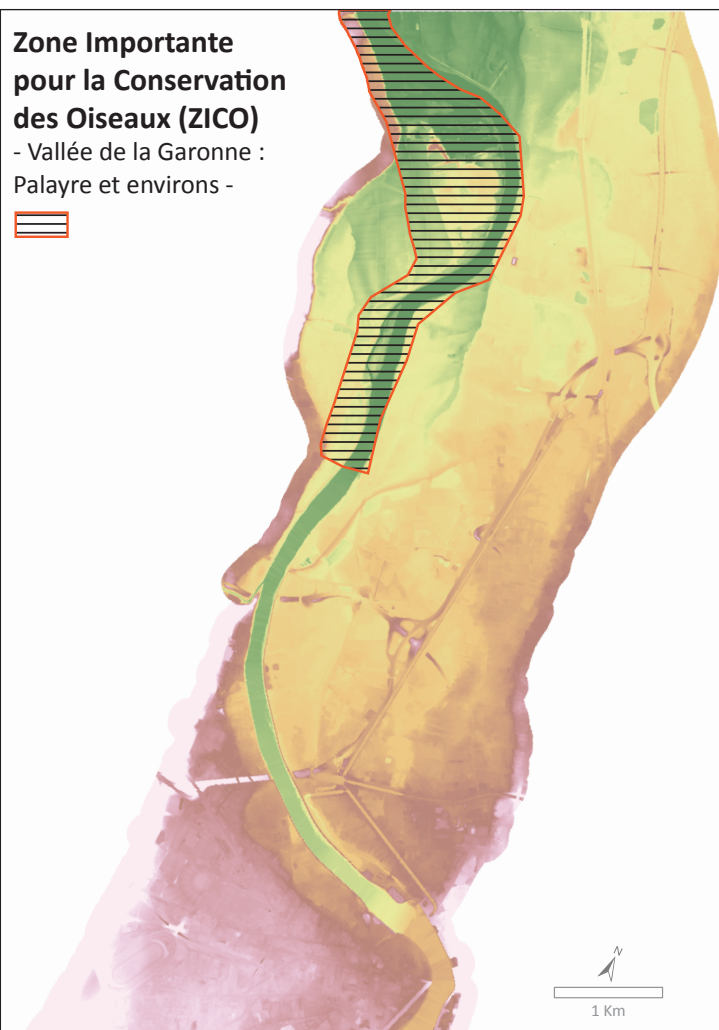 Zone Importante
pour la Conservation
des Oiseaux (ZICO)
- Vallée de la Garonne :
Palayre et environs -
N
1 Km